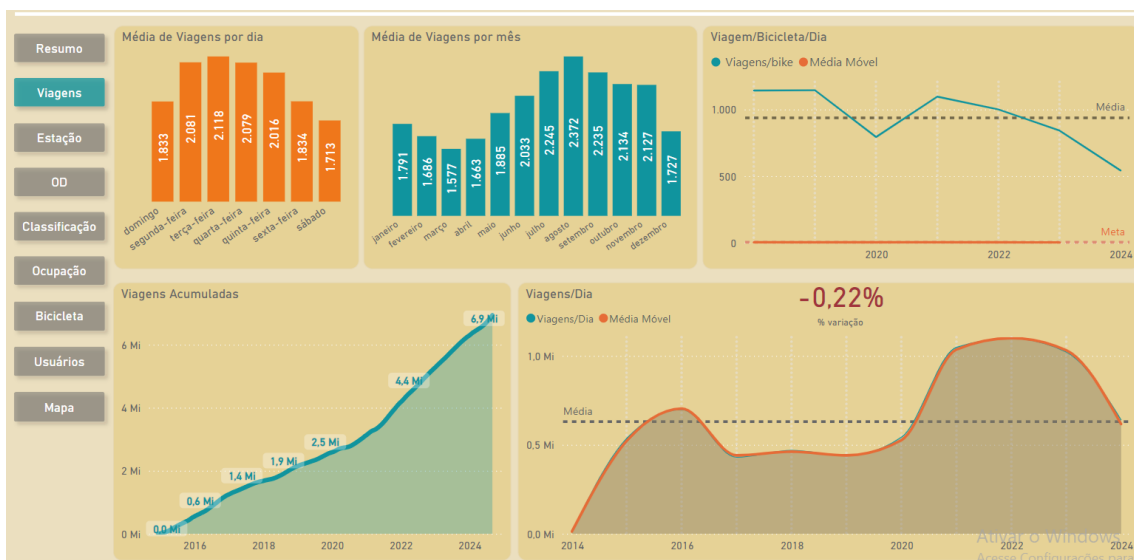 Resumo
Viagens
Estação
OD
Classificação
Ocupação
Bicicleta
Usuários
Mapa
Média de Viagens por dia
1.833
2.081
2.118
2.079
2.016
1.834
1.713
domingo
segunda-feira
terça-feira
quarta-feira
quinta-feira
sexta-feira
sábado
Média de Viagens por mês
1.791
1.686
1.577
1.663
1.885
2.033
2.245
2.372
2.235
2.134
2.127
1.727
janeiro
fevereiro
março
abril
maio
junho
julho
agosto
setembro
outubro
novembro
dezembro
Viagem/Bicicleta/Dia
Viagens/bike Média Móvel
1.000
Média
500
Meta
0
2020 2022 2024
Viagens Acumuladas
6,9 Mi
6 Mi
4,4 Mi
4 Mi
2,5 Mi
1,9 Mi
2 Mi
1,4 Mi
0,6 Mi
0,0 Mi
0 Mi
2016 2018 2020 2022 2024
Viagens/Dia
-0,22%
% variação
Viagens/Dia Média Móvel
1,0 Mi
Média
0,5 Mi
0,0 Mi
2014 2016 2018 2020 2022 2024
Ativar o Windows
Acesse Configurações para